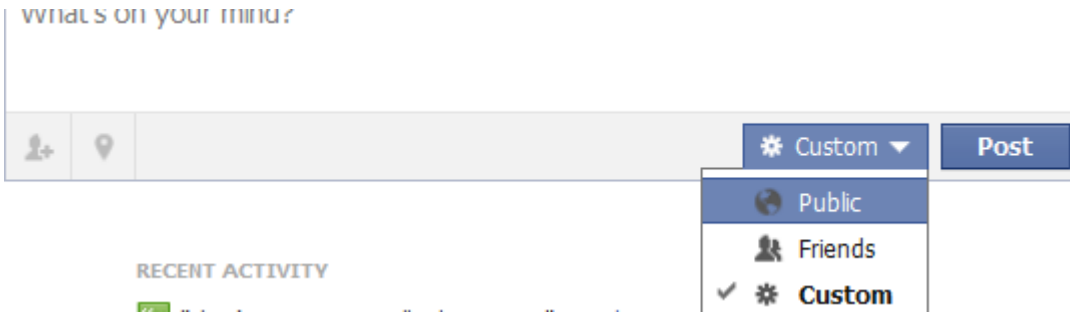 What's on your mind?
Custom
Post
Public
Friends
RECENT ACTIVITY
Custom